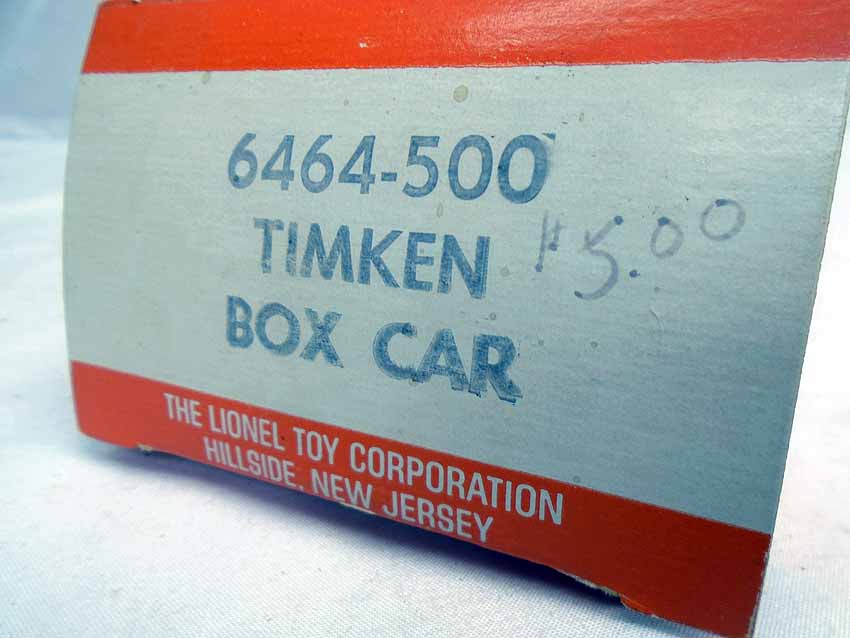 6464-500
TIMKEN
BOX CAR
5.00
THE LIONEL TOY CORPORATION
HILLSIDE, NEW JERSEY